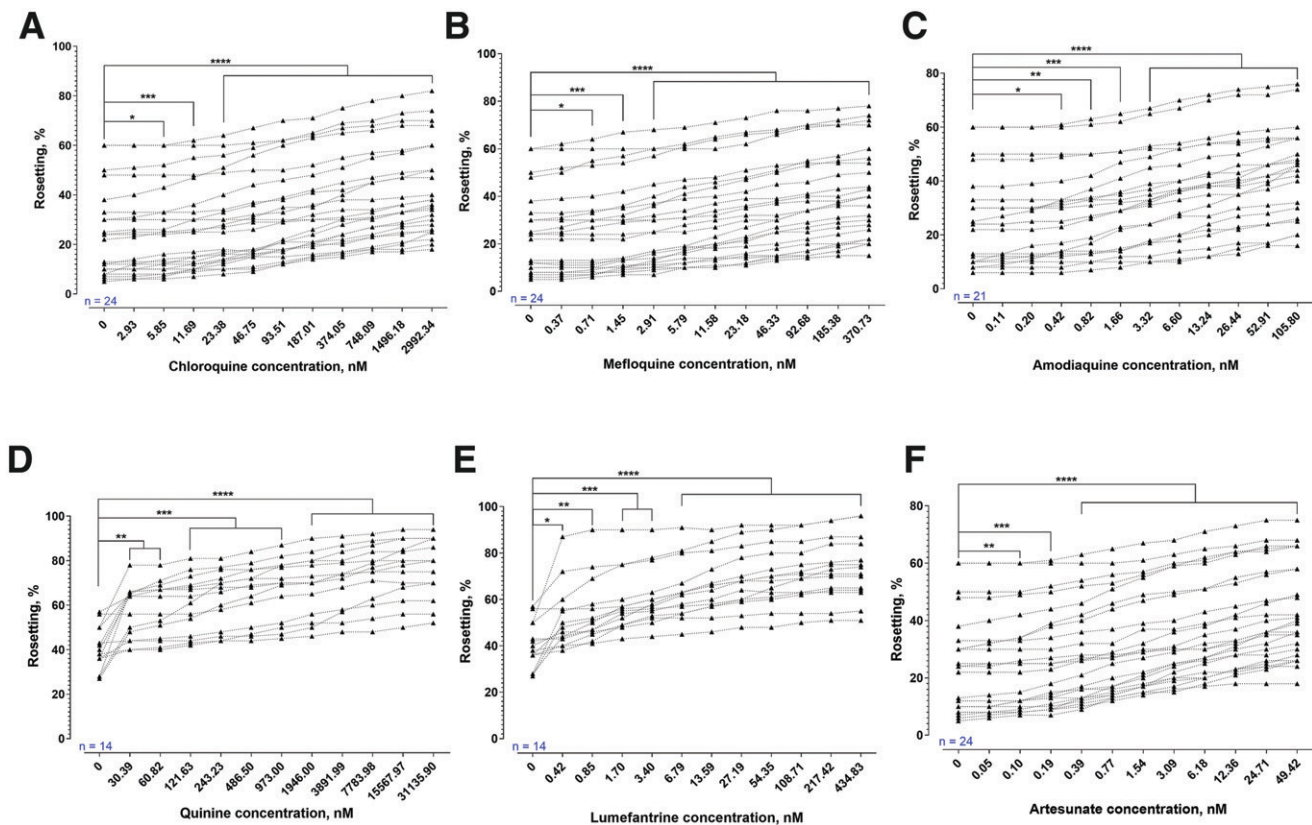 A
B
C
100
80
60
40
20
0
Rosetting, %
****
***
*
n = 24
0 2.93 5.85 11.69 23.38 46.75 93.51 187.01 374.05 748.09 1496.18 2992.34
Chloroquine concentration, nM
100
80
60
40
20
0
Rosetting, %
****
***
*
n = 24
0 0.37 0.71 1.45 2.91 5.79 11.58 23.18 46.33 92.68 185.38 370.73
Mefloquine concentration, nM
80
60
40
20
0
Rosetting, %
****
***
**
*
n = 21
0 0.11 0.20 0.42 0.82 1.66 3.32 6.60 13.24 26.44 52.91 105.80
Amodiaquine concentration, nM
D
E
F
100
80
60
40
20
0
Rosetting, %
****
***
**
n = 14
0 30.39 60.82 121.63 243.23 486.50 973.00 1946.00 3891.99 7783.98 15567.97 31135.90
Quinine concentration, nM
100
80
60
40
20
0
Rosetting, %
****
***
**
*
n = 14
0 0.42 0.85 1.70 3.40 6.79 13.59 27.19 54.35 108.71 217.42 434.83
Lumefantrine concentration, nM
80
60
40
20
0
Rosetting, %
****
***
**
n = 24
0 0.05 0.10 0.19 0.39 0.77 1.54 3.09 6.18 12.36 24.71 49.42
Artesunate concentration, nM